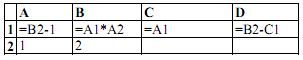 A B C D
1 =B2-1 =A1*A2 =A1 =B2-C1
2 1 2